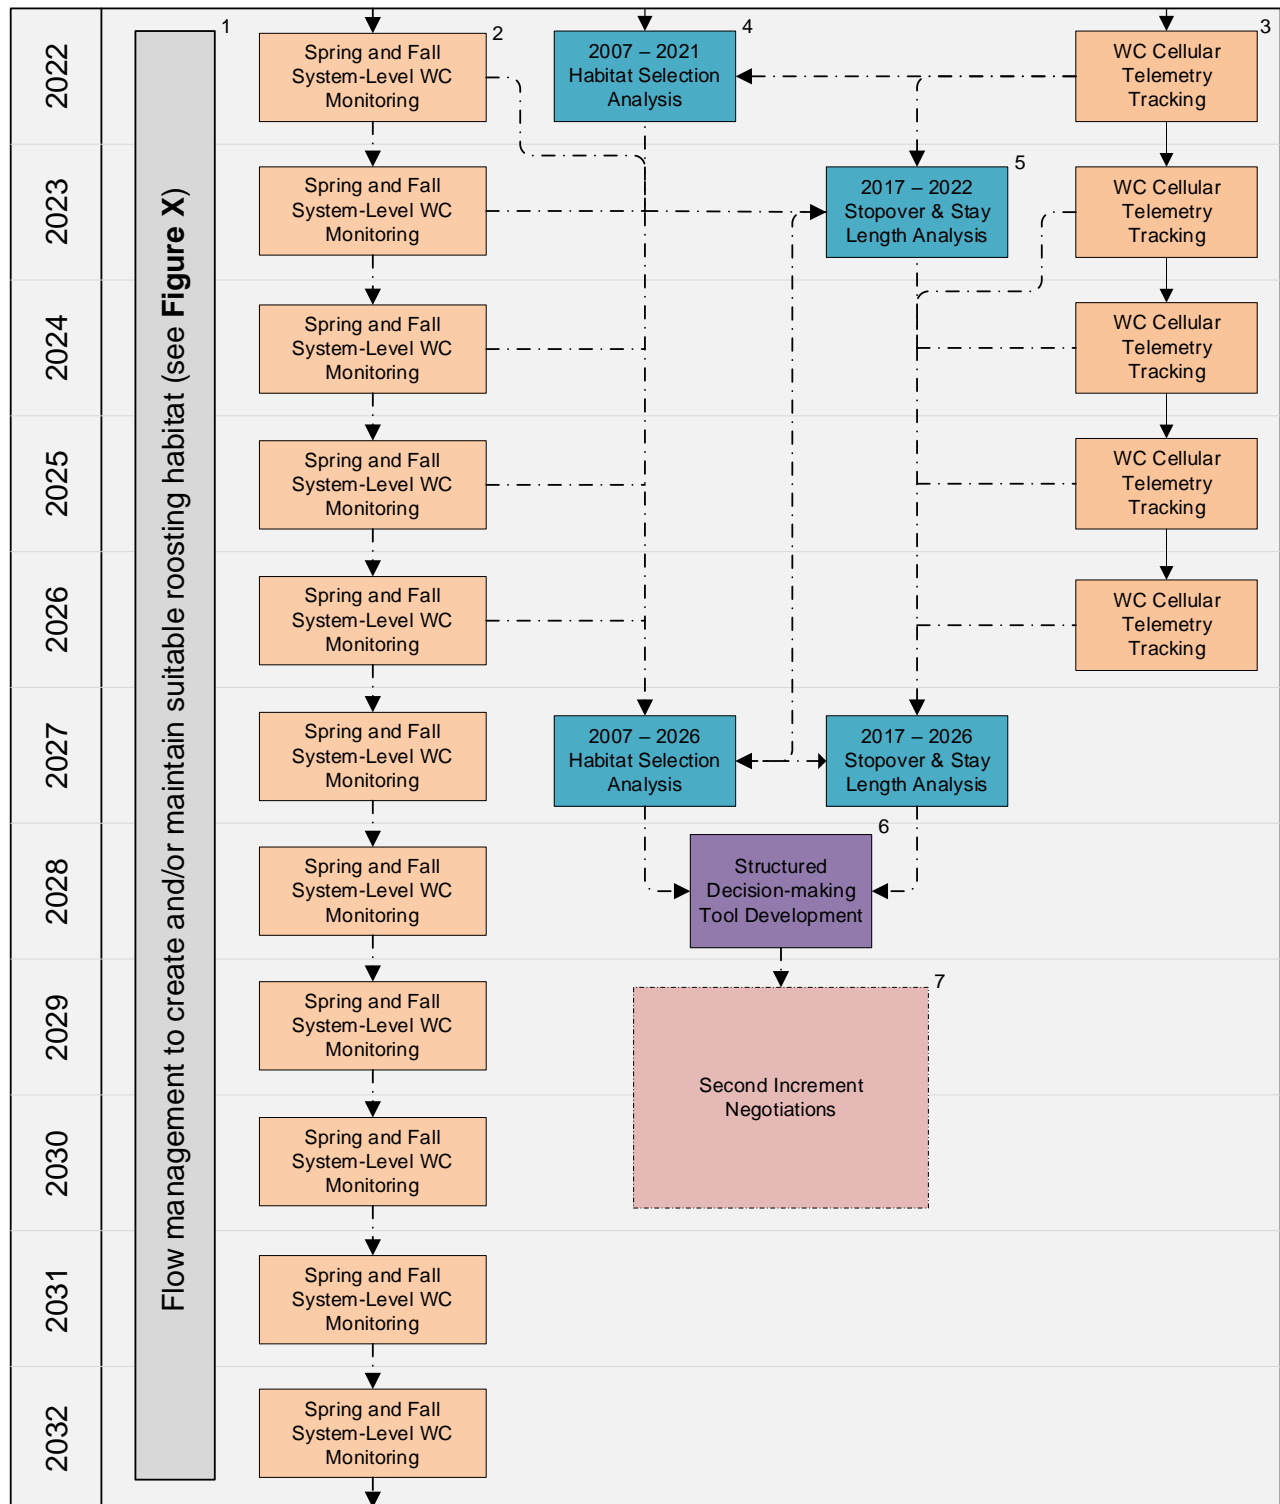 1
2
4
3
2022
Spring and Fall
System-Level WC
Monitoring
2007 – 2021
Habitat Selection
Analysis
WC Cellular
Telemetry
Tracking
Flow management to create and/or maintain suitable roosting habitat (see Figure X)
2023
Spring and Fall
System-Level WC
Monitoring
5
2017 – 2022
Stopover & Stay
Length Analysis
WC Cellular
Telemetry
Tracking
2024
Spring and Fall
System-Level WC
Monitoring
WC Cellular
Telemetry
Tracking
2025
Spring and Fall
System-Level WC
Monitoring
WC Cellular
Telemetry
Tracking
2026
Spring and Fall
System-Level WC
Monitoring
WC Cellular
Telemetry
Tracking
2027
Spring and Fall
System-Level WC
Monitoring
2007 – 2026
Habitat Selection
Analysis
2017 – 2026
Stopover & Stay
Length Analysis
2028
Spring and Fall
System-Level WC
Monitoring
6
Structured
Decision-making
Tool Development
2029
Spring and Fall
System-Level WC
Monitoring
7
Second Increment
Negotiations
2030
Spring and Fall
System-Level WC
Monitoring
2031
Spring and Fall
System-Level WC
Monitoring
2032
Spring and Fall
System-Level WC
Monitoring